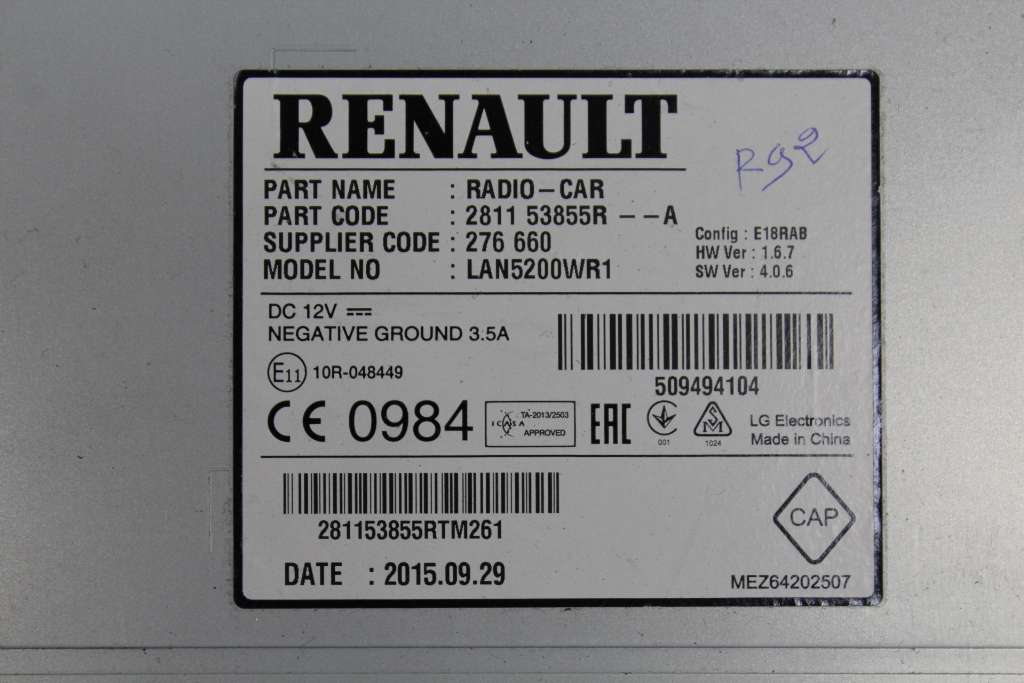 RENAULT
R92
PART NAME : RADIO-CAR
PART CODE : 2811 53855R --A
SUPPLIER CODE : 276 660
MODEL NO : LAN5200WR1
Config : E18RAB
HW Ver : 1.6.7
SW Ver : 4.0.6
DC 12V
NEGATIVE GROUND 3.5A
E11 10R-048449
509494104
CE 0984
ICASA
TA-2013/2503
APPROVED
EAC
001
SM
1024
LG Electronics
Made in China
281153855RTM261
CAP
DATE : 2015.09.29
MEZ64202507